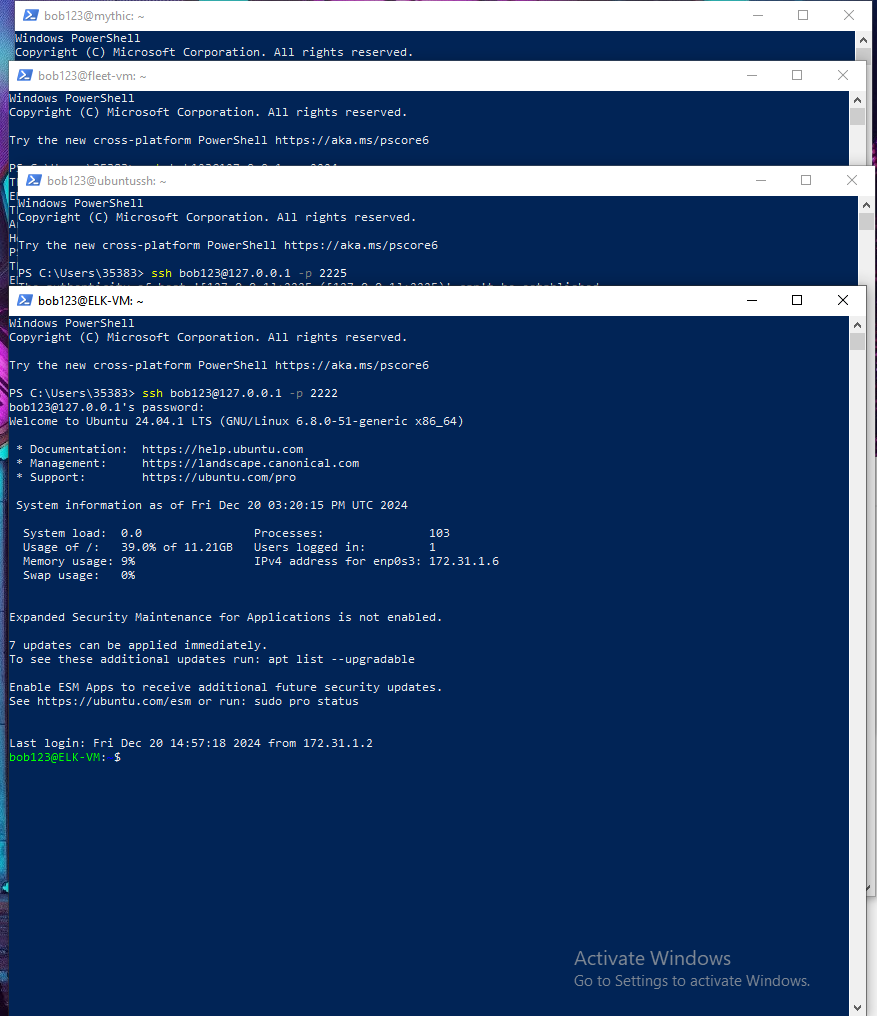 bob123@mythic: ~
Windows PowerShell
Copyright (C) Microsoft Corporation. All rights reserved.
bob123@fleet-vm: ~
Windows PowerShell
Copyright (C) Microsoft Corporation. All rights reserved.
Try the new cross-platform PowerShell https://aka.ms/pscore6
bob123@ubuntussh: ~
Windows PowerShell
Copyright (C) Microsoft Corporation. All rights reserved.
Try the new cross-platform PowerShell https://aka.ms/pscore6
PS C:\Users\35383> ssh bob123@127.0.0.1 -p 2225
bob123@ELK-VM: ~
Windows PowerShell
Copyright (C) Microsoft Corporation. All rights reserved.
Try the new cross-platform PowerShell https://aka.ms/pscore6
PS C:\Users\35383> ssh bob123@127.0.0.1 -p 2222
bob123@127.0.0.1's password:
Welcome to Ubuntu 24.04.1 LTS (GNU/Linux 6.8.0-51-generic x86_64)
* Documentation:  https://help.ubuntu.com
* Management:     https://landscape.canonical.com
* Support:        https://ubuntu.com/pro
System information as of Fri Dec 20 03:20:15 PM UTC 2024
System load:  0.0                Processes:               103
Usage of /:   39.0% of 11.21GB   Users logged in:         1
Memory usage: 9%                 IPv4 address for enp0s3: 172.31.1.6
Swap usage:   0%
Expanded Security Maintenance for Applications is not enabled.
7 updates can be applied immediately.
To see these additional updates run: apt list --upgradable
Enable ESM Apps to receive additional future security updates.
See https://ubuntu.com/esm or run: sudo pro status
Last login: Fri Dec 20 14:57:18 2024 from 172.31.1.2
bob123@ELK-VM: $
Activate Windows
Go to Settings to activate Windows.